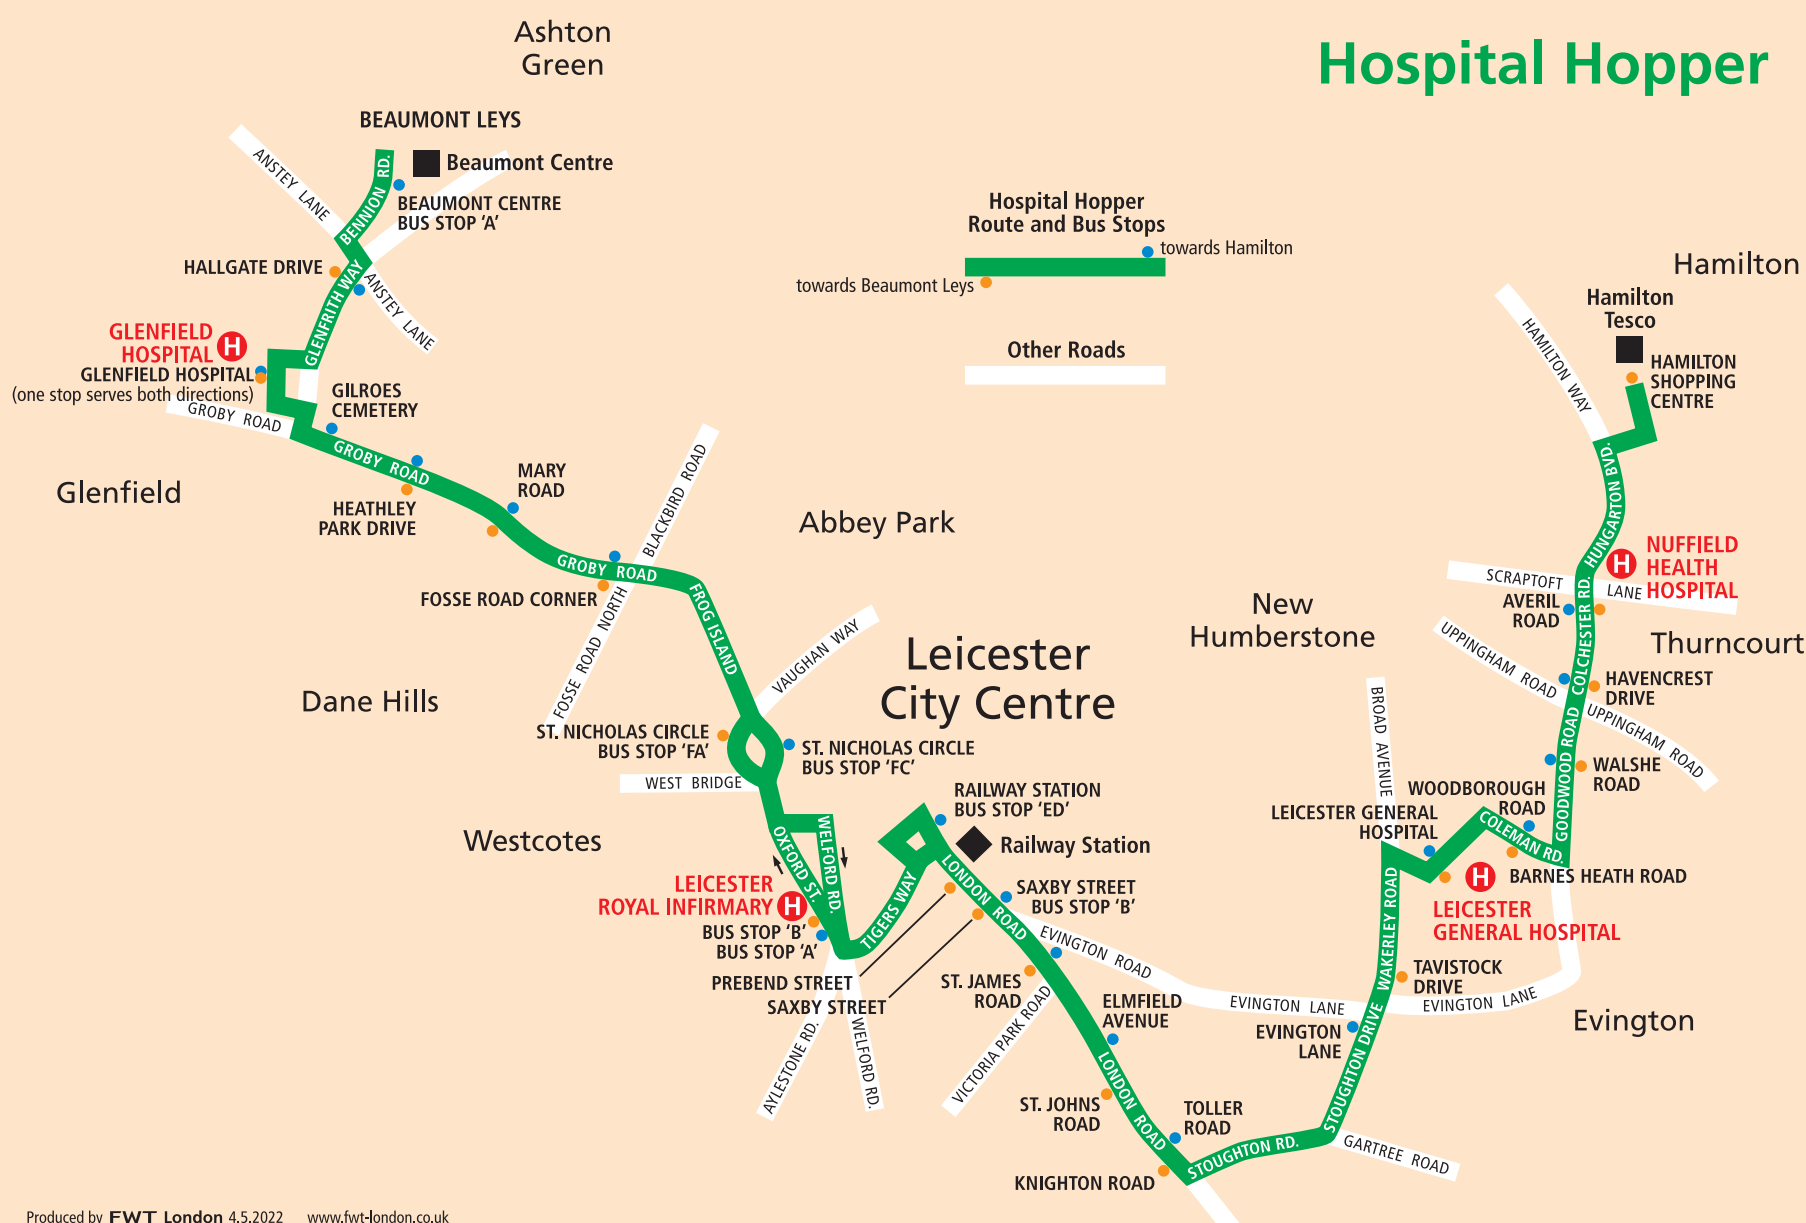 Hospital Hopper
Ashton
Green
BEAUMONT LEYS
Beaumont Centre
ANSTEY LANE
BENNION RD.
BEAUMONT CENTRE
BUS STOP ‘A’
HALLGATE DRIVE
GLENFRITH WAY
ANSTEY LANE
GLENFIELD
HOSPITAL
H
GLENFIELD HOSPITAL
(one stop serves both directions)
GROBY ROAD
GILROES
CEMETERY
GROBY ROAD
Glenfield
HEATHLEY
PARK DRIVE
MARY
ROAD
GROBY ROAD
FOSSE ROAD CORNER
BLACKBIRD ROAD
FOSSE ROAD NORTH
Abbey Park
FROG ISLAND
Dane Hills
VAUGHAN WAY
Hospital Hopper
Route and Bus Stops
towards Hamilton
towards Beaumont Leys
Other Roads
Leicester
City Centre
ST. NICHOLAS CIRCLE
BUS STOP ‘FA’
ST. NICHOLAS CIRCLE
BUS STOP ‘FC’
WEST BRIDGE
Westcotes
OXFORD ST.
WELFORD RD.
LEICESTER
ROYAL INFIRMARY
H
BUS STOP ‘B’
BUS STOP ‘A’
TIGERS WAY
RAILWAY STATION
BUS STOP ‘ED’
Railway Station
LONDON ROAD
SAXBY STREET
BUS STOP ‘B’
PREBEND STREET
SAXBY STREET
AYLESTONE RD.
WELFORD RD.
EVINGTON ROAD
ST. JAMES
ROAD
VICTORIA PARK ROAD
ELMFIELD
AVENUE
LONDON ROAD
ST. JOHNS
ROAD
TOLLER
ROAD
KNIGHTON ROAD
STOUGHTON RD.
GARTREE ROAD
STOUGHTON DRIVE
EVINGTON
LANE
EVINGTON LANE
EVINGTON LANE
Evington
TAVISTOCK
DRIVE
WAKERLEY ROAD
BROAD AVENUE
LEICESTER GENERAL
HOSPITAL
H
LEICESTER
GENERAL HOSPITAL
WOODBOROUGH
ROAD
COLEMAN RD.
BARNES HEATH ROAD
GOODWOOD ROAD
WALSHE
ROAD
UPPINGHAM ROAD
UPPINGHAM ROAD
HAVENCREST
DRIVE
Thurncourt
New
Humberstone
COLCHESTER RD.
AVERIL
ROAD
SCRAPTOFT LANE
H
NUFFIELD
HEALTH
HOSPITAL
HUNGARTON BVD.
HAMILTON WAY
Hamilton
Hamilton
Tesco
HAMILTON
SHOPPING
CENTRE
Produced by FWT London 4.5.2022 www.fwt-london.co.uk